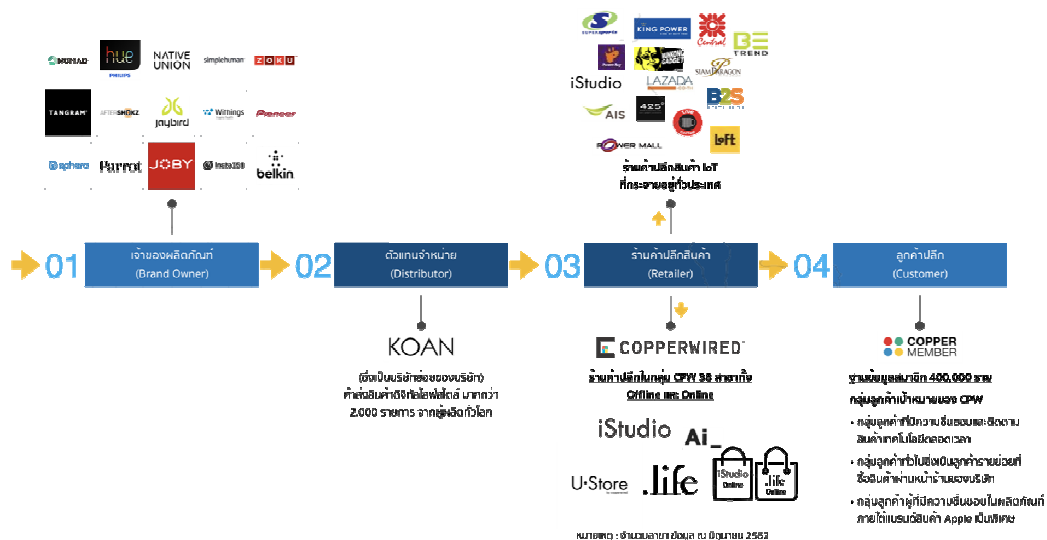 NOMAD
hue
PHILIPS
NATIVE
UNION
simplehuman
ZOKU
TANGRAM
AFTERSHOKZ
jaybird
Withings
Pioneer
sphero
Parrot
JOBY
Insta360
belkin
SUPERSPORTS
KING POWER
Central
BE
TREND
SIAM PARAGON
iStudio
LAZADA
B2S
AIS
425°
POWER MALL
Loft
ร้านค้าปลีกสินค้า IoT
ที่กระจายอยู่ทั่วประเทศ
01
เจ้าของผลิตภัณฑ์
(Brand Owner)
02
ตัวแทนจำหน่าย
(Distributor)
03
ร้านค้าปลีกสินค้า
(Retailer)
04
ลูกค้าปลีก
(Customer)
KOAN
(ซึ่งเป็นบริษัทย่อยของบริษัท)
ค้าส่งสินค้าดิจิทัลไลฟ์สไตล์ มากกว่า
2,000 รายการ จากผู้ผลิตทั่วโลก
COPPERWIRED
ร้านค้าปลีกในกลุ่ม CPW 38 สาขาทั้ง
Offline และ Online
iStudio
Ai_
U•Store
.life
iStudio
Online
.life
Online
หมายเหตุ : จำนวนสาขา ข้อมูล ณ มิถุนายน 2562
COPPER
MEMBER
ฐานข้อมูลสมาชิก 400,000 ราย
กลุ่มลูกค้าเป้าหมายของ CPW
• กลุ่มลูกค้าที่มีความชื่นชอบและติดตาม
สินค้าเทคโนโลยีตลอดเวลา
• กลุ่มลูกค้าทั่วไปซึ่งเป็นลูกค้ารายย่อยที่
ซื้อสินค้าผ่านหน้าร้านของบริษัท
• กลุ่มลูกค้าผู้ที่มีความชื่นชอบในผลิตภัณฑ์
ภายใต้แบรนด์สินค้า Apple เป็นพิเศษ